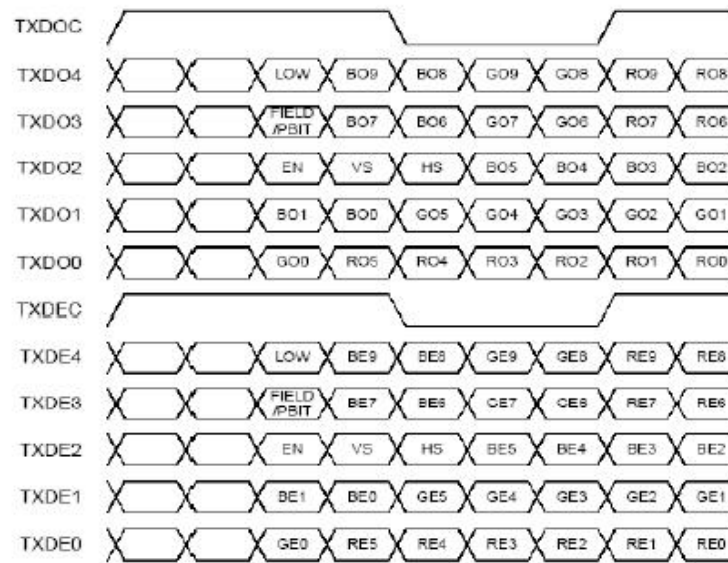 TXDOC
TXDO4 LOW BO9 BO8 GO9 GO8 RO9 RO8
TXDO3 FIELD /PBIT BO7 BO6 GO7 GO6 RO7 RO6
TXDO2 EN VS HS BO5 BO4 BO3 BO2
TXDO1 BO1 BO0 GO5 GO4 GO3 GO2 GO1
TXDO0 GO0 RO5 RO4 RO3 RO2 RO1 RO0
TXDEC
TXDE4 LOW BE9 BE8 GE9 GE8 RE9 RE8
TXDE3 FIELD /PBIT BE7 BE6 GE7 GE6 RE7 RE6
TXDE2 EN VS HS BE5 BE4 BE3 BE2
TXDE1 BE1 BE0 GE5 GE4 GE3 GE2 GE1
TXDE0 GE0 RE5 RE4 RE3 RE2 RE1 RE0